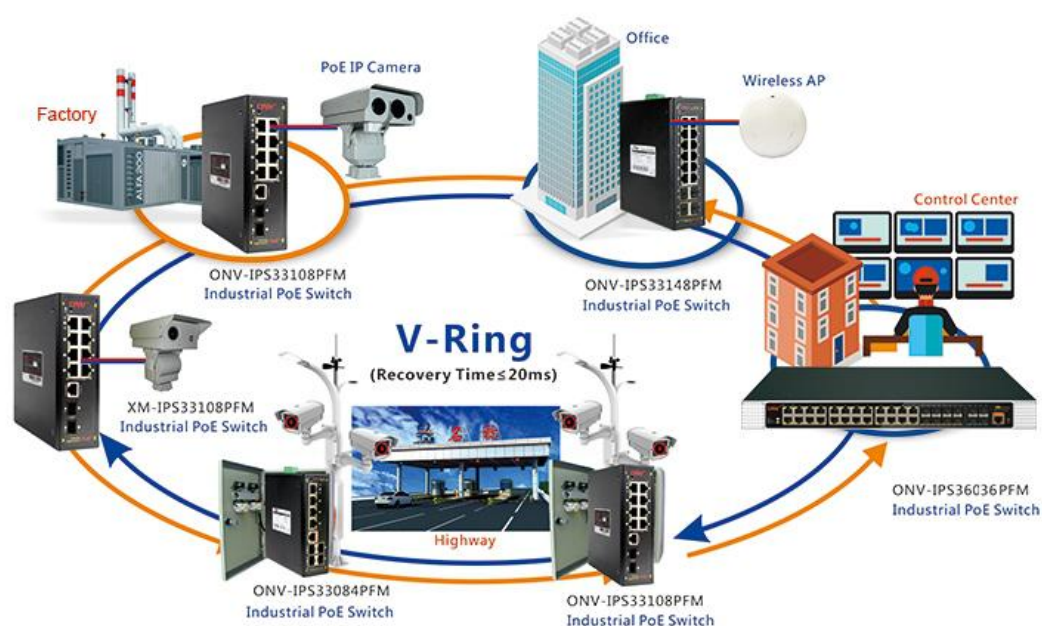 Office
PoE IP Camera
Wireless AP
Factory
ALFA 200
Control Center
ONV-IPS33108PFM
Industrial PoE Switch
ONV-IPS33148PFM
Industrial PoE Switch
V-Ring
(Recovery Time≤20ms)
XM-IPS33108PFM
Industrial PoE Switch
ONV-IPS36036PFM
Industrial PoE Switch
Highway
ONV-IPS33084PFM
Industrial PoE Switch
ONV-IPS33108PFM
Industrial PoE Switch